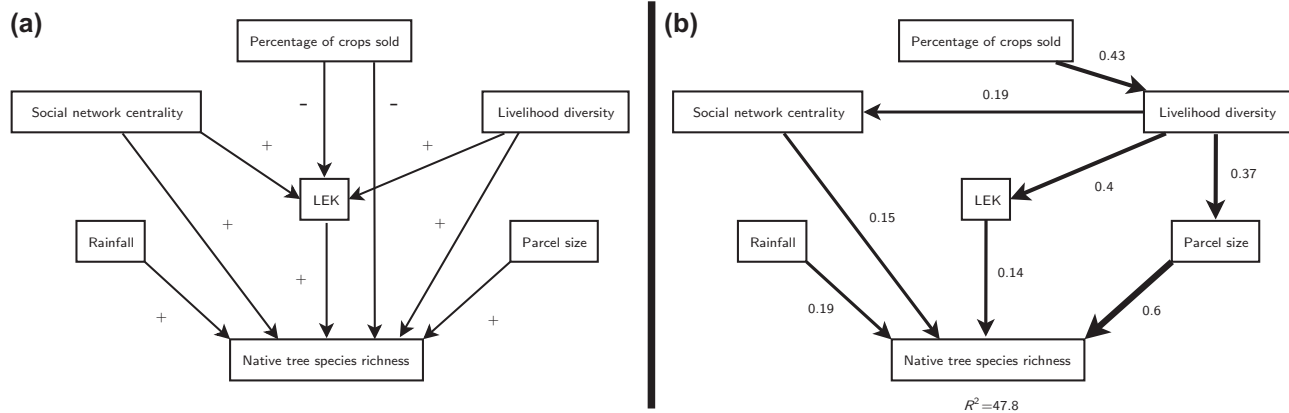 (a)
Percentage of crops sold
Social network centrality
Livelihood diversity
-
-
+
+
LEK
+
+
Rainfall
Parcel size
+
+
+
Native tree species richness
(b)
Percentage of crops sold
0.43
0.19
Social network centrality
Livelihood diversity
0.4
0.37
LEK
0.15
Rainfall
Parcel size
0.14
0.19
0.6
Native tree species richness
R²=47.8